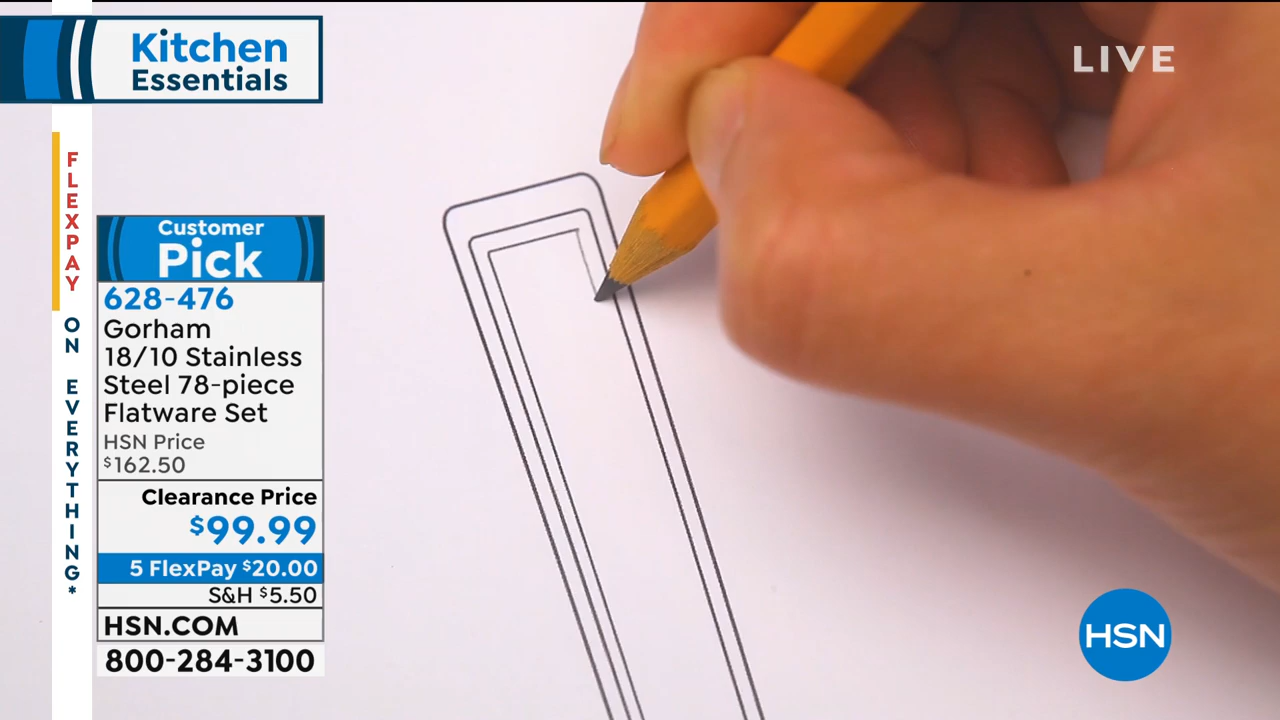 Kitchen
Essentials
LIVE
FLEXPAY ON EVERYTHING*
Customer
Pick
628-476
Gorham
18/10 Stainless
Steel 78-piece
Flatware Set
HSN Price
$162.50
Clearance Price
$99.99
5 FlexPay $20.00
S&H $5.50
HSN.COM
800-284-3100
HSN